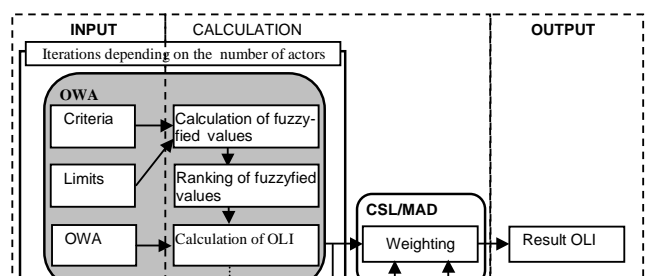 INPUT
CALCULATION
OUTPUT
Iterations depending on the number of actors
OWA
Criteria
Calculation of fuzzy-
fied values
Limits
Ranking of fuzzyfied
values
CSL/MAD
OWA
Calculation of OLI
Weighting
Result OLI